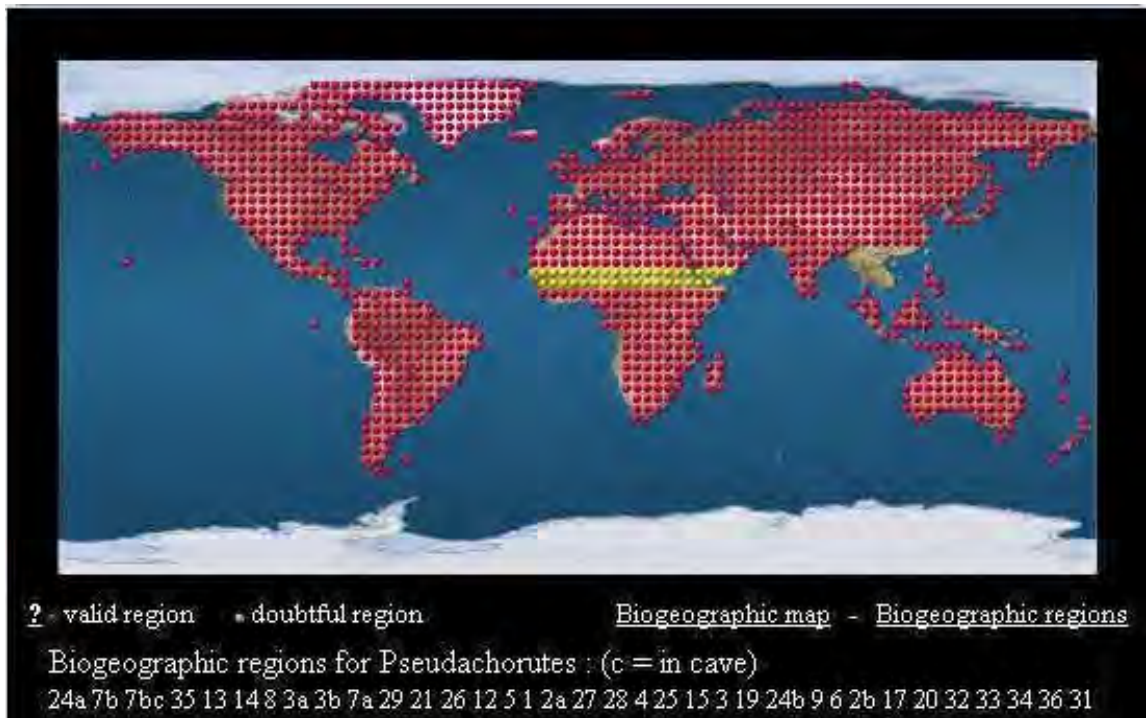 ? - valid region • doubtful region Biogeographic map - Biogeographic regions
Biogeographic regions for Pseudachorutes : (c = in cave)
24a 7b 7bc 35 13 14 8 3a 3b 7a 29 21 26 12 5 1 2a 27 28 4 25 15 3 19 24b 9 6 2b 17 20 32 33 34 36 31